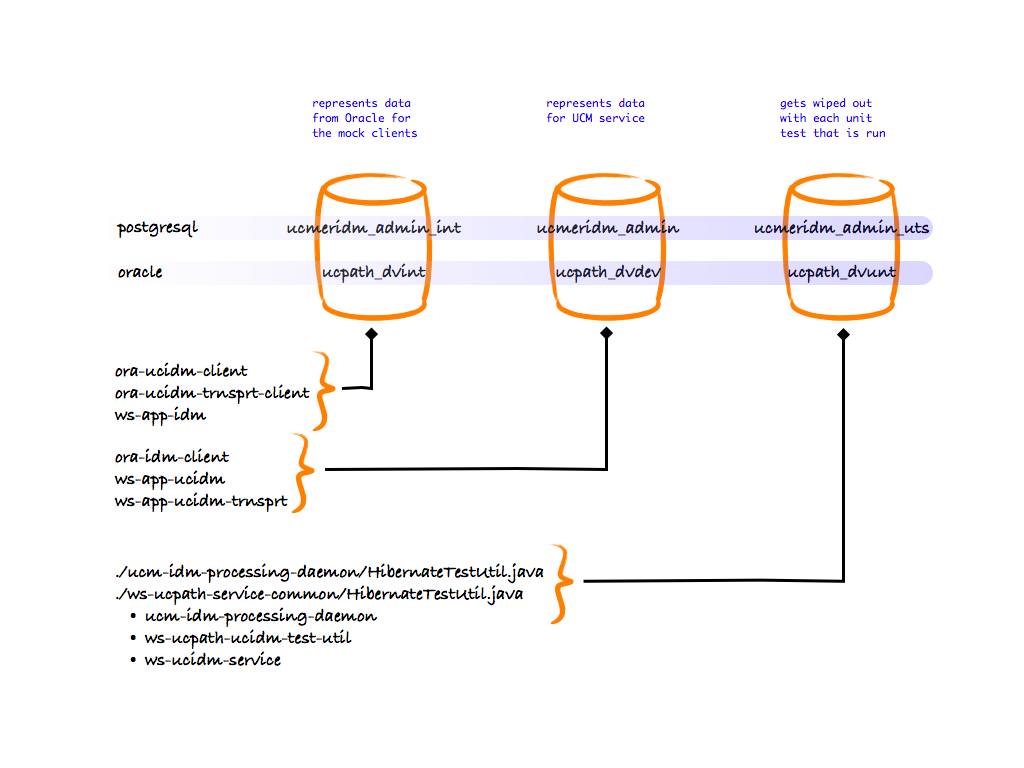 represents data
from Oracle for
the mock clients
represents data
for UCM service
gets wiped out
with each unit
test that is run
postgresql
ucmeridm_admin_int
ucmeridm_admin
ucmeridm_admin_uts
oracle
ucpath_dvint
ucpath_dvdev
ucpath_dvunt
ora-ucidm-client
ora-ucidm-trnsprt-client
ws-app-idm
ora-idm-client
ws-app-ucidm
ws-app-ucidm-trnsprt
./ucm-idm-processing-daemon/HibernateTestUtil.java
./ws-ucpath-service-common/HibernateTestUtil.java
• ucm-idm-processing-daemon
• ws-ucpath-ucidm-test-util
• ws-ucidm-service